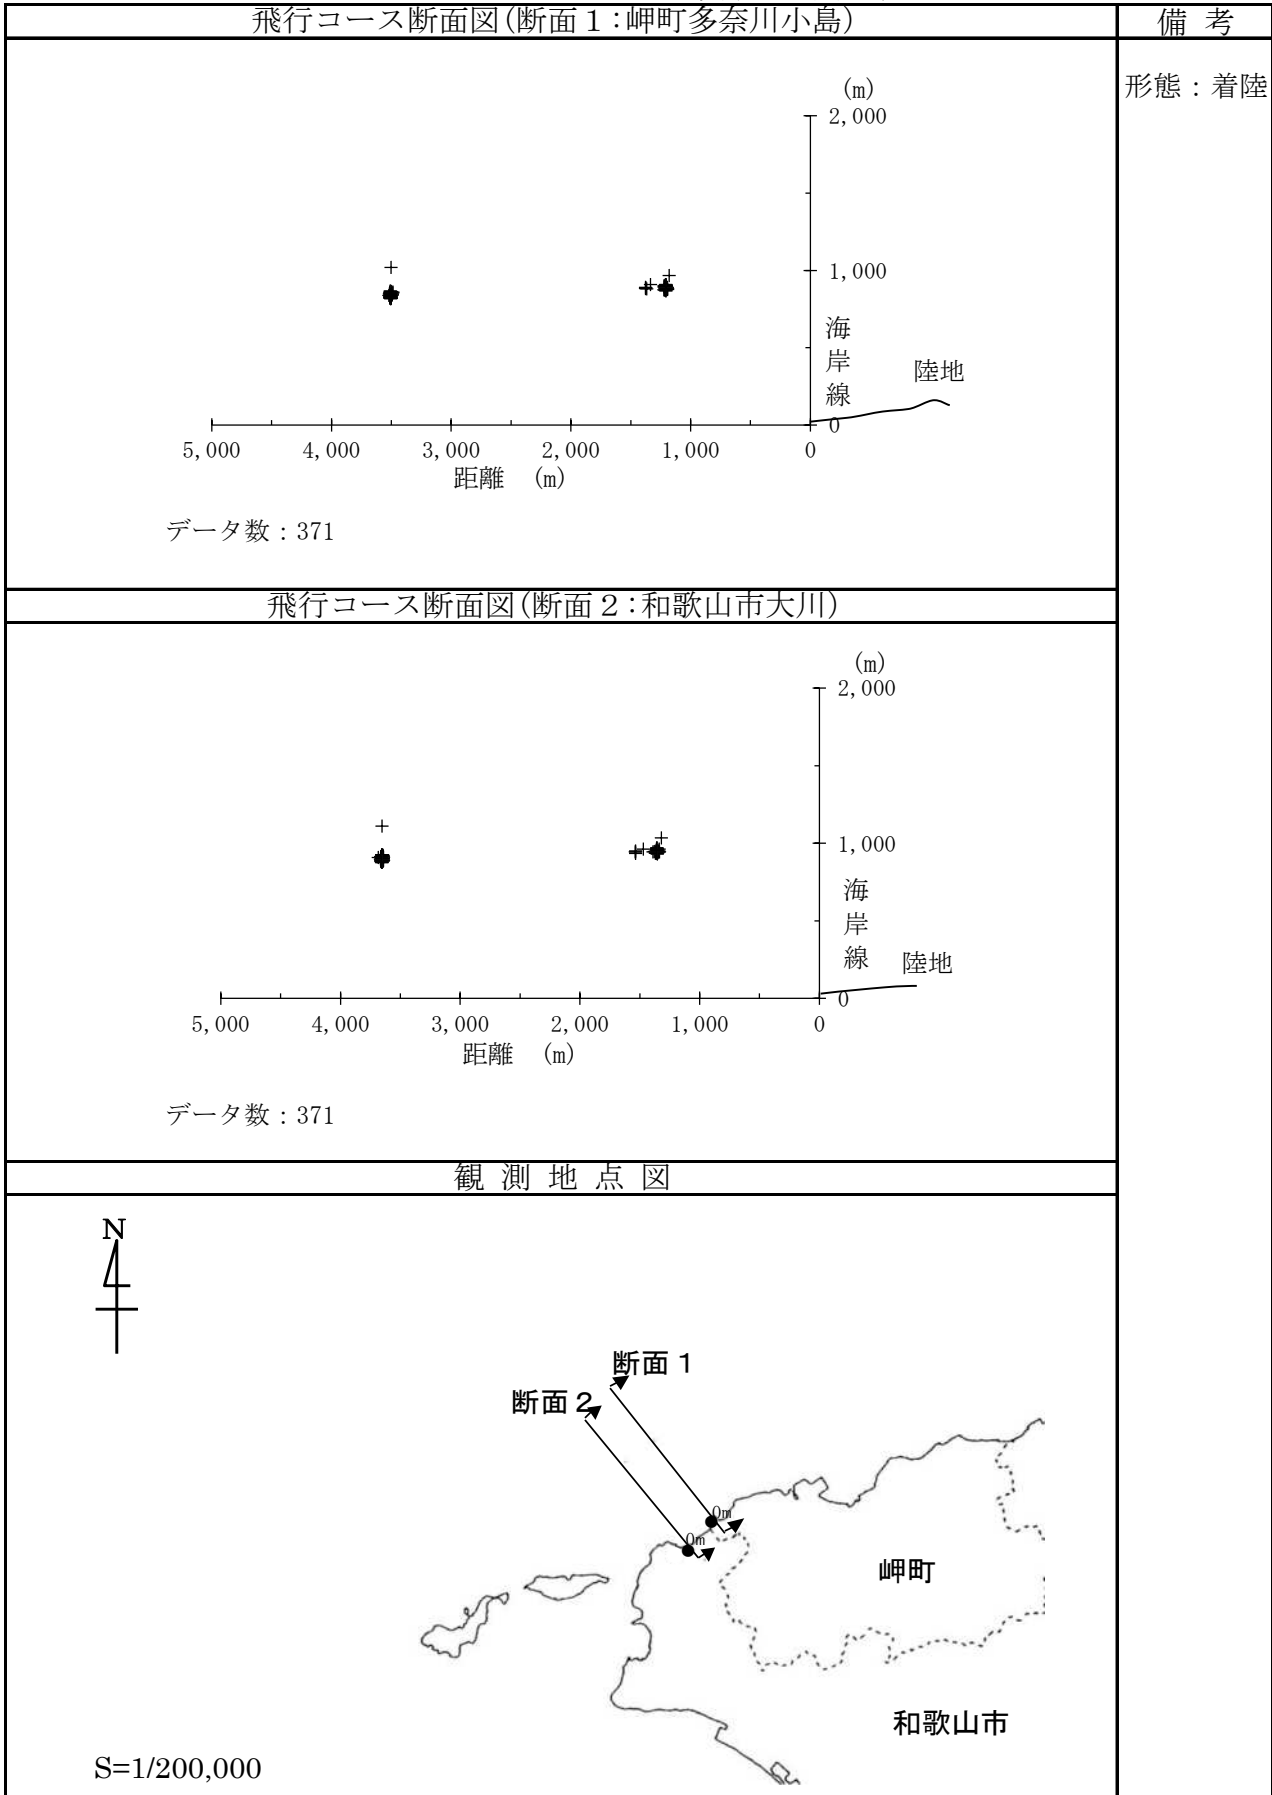 飛行コース断面図(断面１:岬町多奈川小島)
備 考
形態：着陸
(m)
2,000
1,000
海岸線
陸地
0
5,000 4,000 3,000 2,000 1,000 0
距離 (m)
データ数：371
飛行コース断面図(断面２:和歌山市大川)
(m)
2,000
1,000
海岸線
陸地
0
5,000 4,000 3,000 2,000 1,000 0
距離 (m)
データ数：371
観 測 地 点 図
N
断面１
断面２
0m
0m
岬町
和歌山市
S=1/200,000